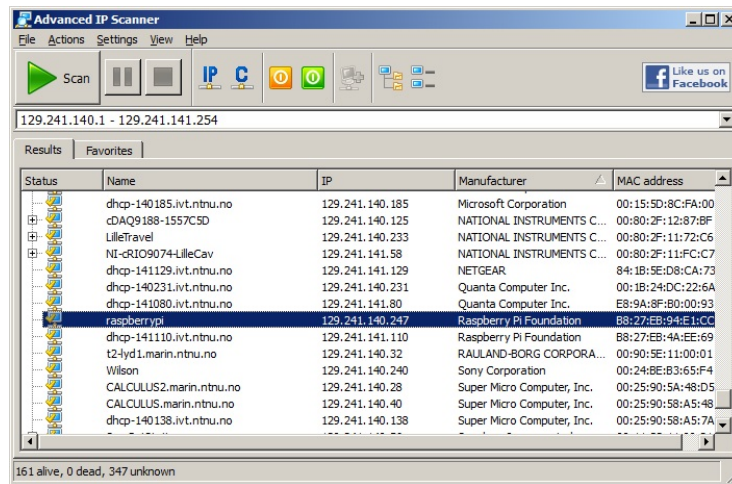 Advanced IP Scanner
File Actions Settings View Help
Scan IP C Like us on
Facebook
129.241.140.1 - 129.241.141.254
Results Favorites
Status Name IP Manufacturer MAC address
dhcp-140185.ivt.ntnu.no 129.241.140.185 Microsoft Corporation 00:15:5D:8C:FA:00
cDAQ9188-1557C5D 129.241.140.125 NATIONAL INSTRUMENTS C... 00:80:2F:12:87:BF
LilleTravel 129.241.140.233 NATIONAL INSTRUMENTS C... 00:80:2F:11:72:C6
NI-cRIO9074-LilleCav 129.241.141.58 NATIONAL INSTRUMENTS C... 00:80:2F:11:FC:C7
dhcp-141129.ivt.ntnu.no 129.241.141.129 NETGEAR 84:1B:5E:D8:CA:73
dhcp-140231.ivt.ntnu.no 129.241.140.231 Quanta Computer Inc. 00:1B:24:DC:22:6A
dhcp-141080.ivt.ntnu.no 129.241.141.80 Quanta Computer Inc. E8:9A:8F:B0:00:93
raspberrypi 129.241.140.247 Raspberry Pi Foundation B8:27:EB:94:E1:CC
dhcp-141110.ivt.ntnu.no 129.241.141.110 Raspberry Pi Foundation B8:27:EB:4A:EE:69
t2-lyd1.marin.ntnu.no 129.241.140.32 RAULAND-BORG CORPORA... 00:90:5E:11:00:01
Wilson 129.241.140.240 Sony Corporation 00:24:BE:B3:65:F4
CALCULUS2.marin.ntnu.no 129.241.140.28 Super Micro Computer, Inc. 00:25:90:5A:48:D5
CALCULUS.marin.ntnu.no 129.241.140.40 Super Micro Computer, Inc. 00:25:90:58:A5:48
dhcp-140138.ivt.ntnu.no 129.241.140.138 Super Micro Computer, Inc. 00:25:90:58:A5:7A
161 alive, 0 dead, 347 unknown